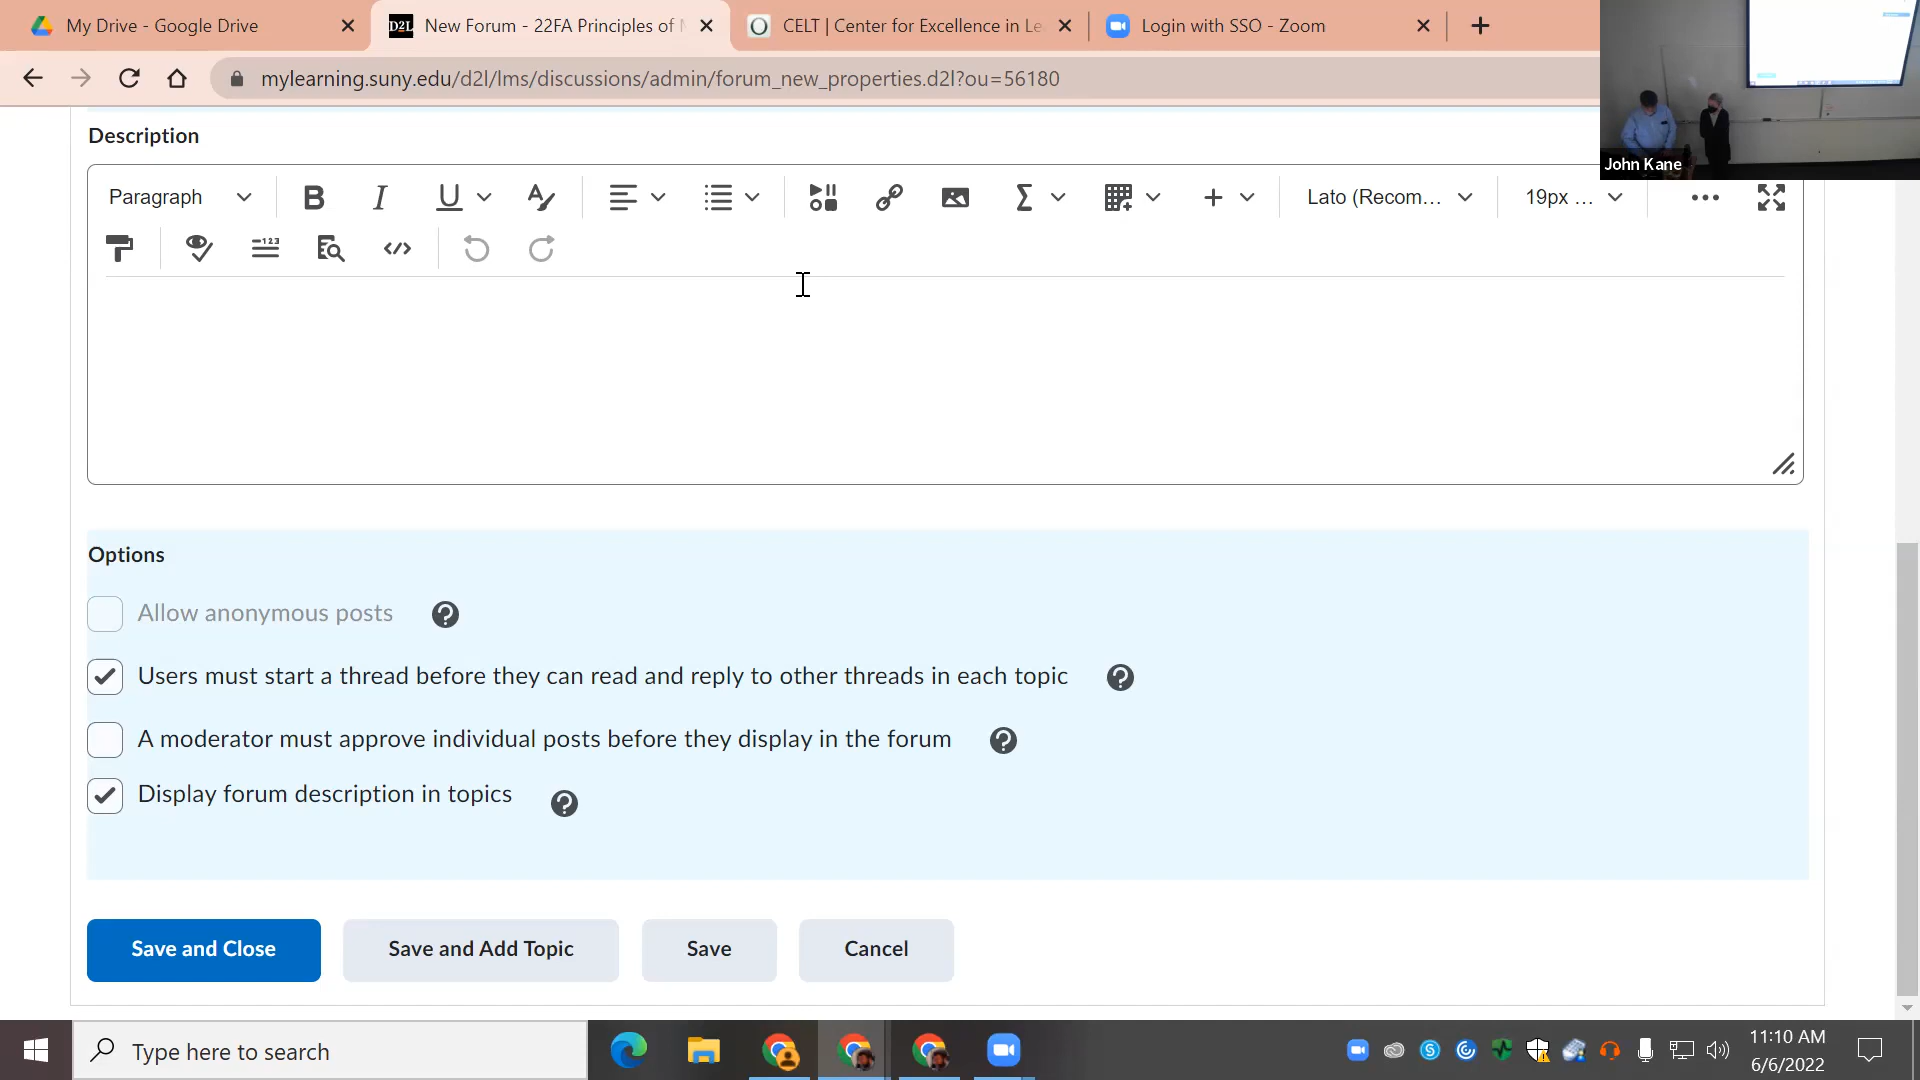 My Drive - Google Drive
D2L New Forum - 22FA Principles of M
CELT | Center for Excellence in Le
Login with SSO - Zoom
mylearning.suny.edu/d2l/lms/discussions/admin/forum_new_properties.d2l?ou=56180
John Kane
Description
Paragraph
Lato (Recom...
19px ...
Options
Allow anonymous posts
Users must start a thread before they can read and reply to other threads in each topic
A moderator must approve individual posts before they display in the forum
Display forum description in topics
Save and Close
Save and Add Topic
Save
Cancel
Type here to search
11:10 AM
6/6/2022